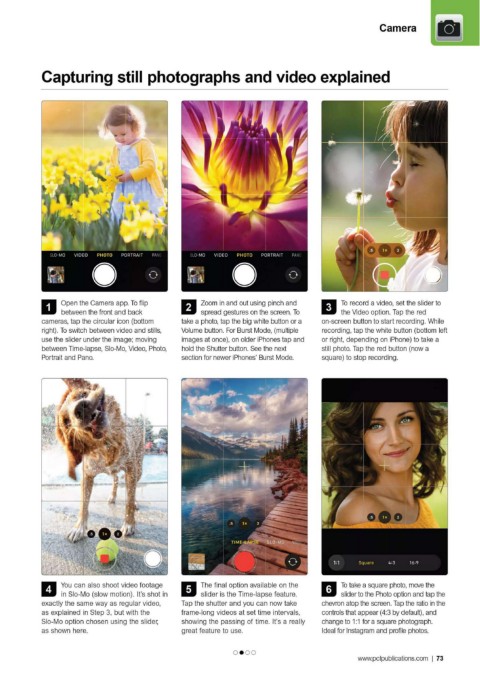 Camera
Capturing still photographs and video explained
SLO-MO VIDEO PHOTO PORTRAIT PAN
SLO-MO VIDEO PHOTO PORTRAIT PAN
1 Open the Camera app. To flip
between the front and back
cameras, tap the circular icon (bottom
right). To switch between video and stills,
use the slider under the image; moving
between Time-lapse, Slo-Mo, Video, Photo,
Portrait and Pano.
2 Zoom in and out using pinch and
spread gestures on the screen. To
take a photo, tap the big white button or a
Volume button. For Burst Mode, (multiple
images at once), on older iPhones tap and
hold the Shutter button. See the next
section for newer iPhones' Burst Mode.
3 To record a video, set the slider to
the Video option. Tap the red
on-screen button to start recording. While
recording, tap the white button (bottom left
or right, depending on iPhone) to take a
still photo. Tap the red button (now a
square) to stop recording.
TIME-LAPSE SLO-MO
1:1 Square 4:3 16:9
4 You can also shoot video footage
in Slo-Mo (slow motion). It's shot in
exactly the same way as regular video,
as explained in Step 3, but with the
Slo-Mo option chosen using the slider,
as shown here.
5 The final option available on the
slider is the Time-lapse feature.
Tap the shutter and you can now take
frame-long videos at set time intervals,
showing the passing of time. It's a really
great feature to use.
6 To take a square photo, move the
slider to the Photo option and tap the
chevron atop the screen. Tap the ratio in the
controls that appear (4:3 by default), and
change to 1:1 for a square photograph.
Ideal for Instagram and profile photos.
www.pclpublications.com | 73